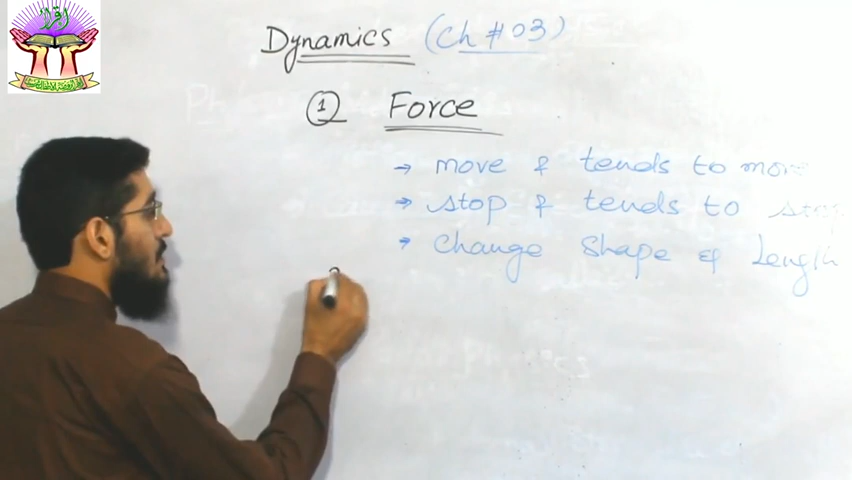 Dynamics (Ch # 03)
① Force
→ move & tends to move
→ stop & tends to stop
→ Change Shape & Length